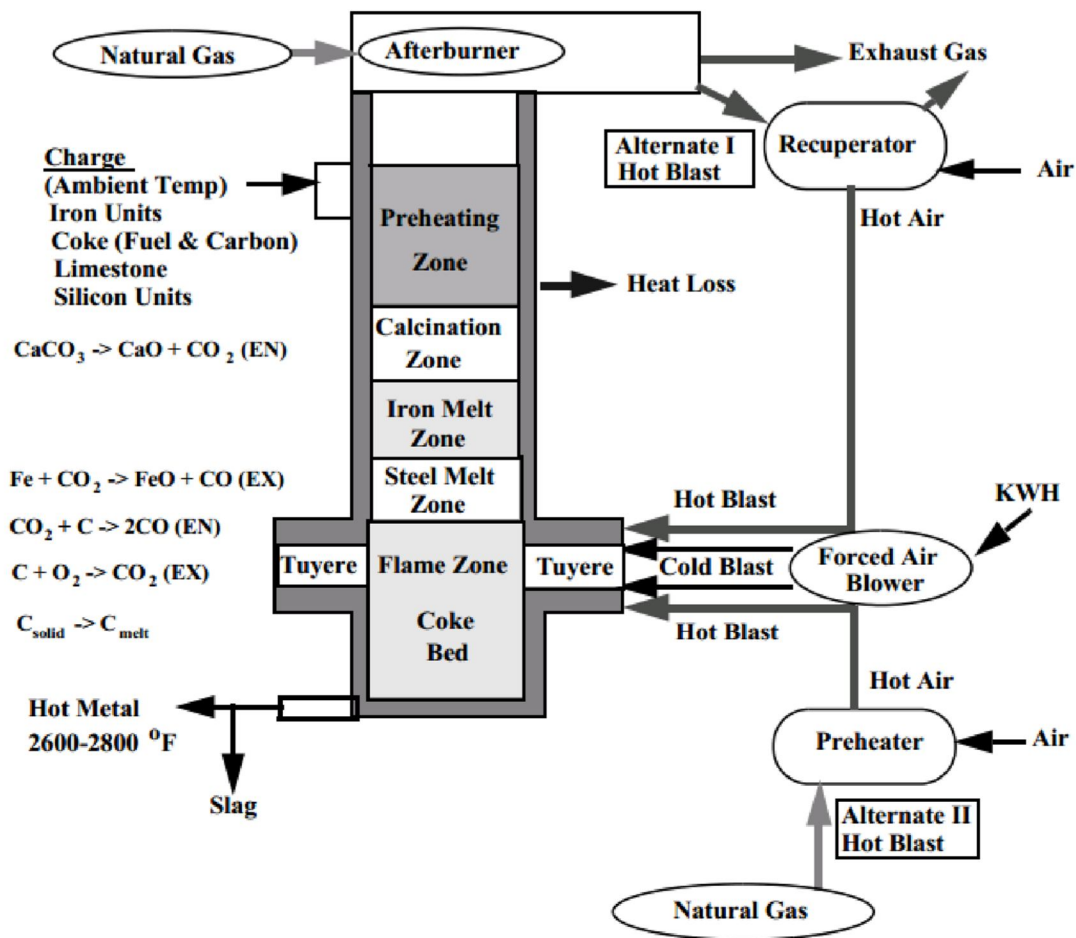 Natural Gas
Afterburner
Exhaust Gas
Alternate I
Hot Blast
Recuperator
Air
Hot Air
Charge
(Ambient Temp)
Iron Units
Coke (Fuel & Carbon)
Limestone
Silicon Units
Preheating
Zone
Heat Loss
CaCO₃ -> CaO + CO ₂ (EN)
Calcination
Zone
Iron Melt
Zone
Fe + CO₂ -> FeO + CO (EX)
Steel Melt
Zone
Hot Blast
KWH
CO₂ + C -> 2CO (EN)
C + O₂ -> CO₂ (EX)
Tuyere
Flame Zone
Tuyere
Cold Blast
Forced Air
Blower
C solid -> C melt
Coke
Bed
Hot Blast
Hot Air
Hot Metal
2600-2800 °F
Preheater
Air
Slag
Alternate II
Hot Blast
Natural Gas